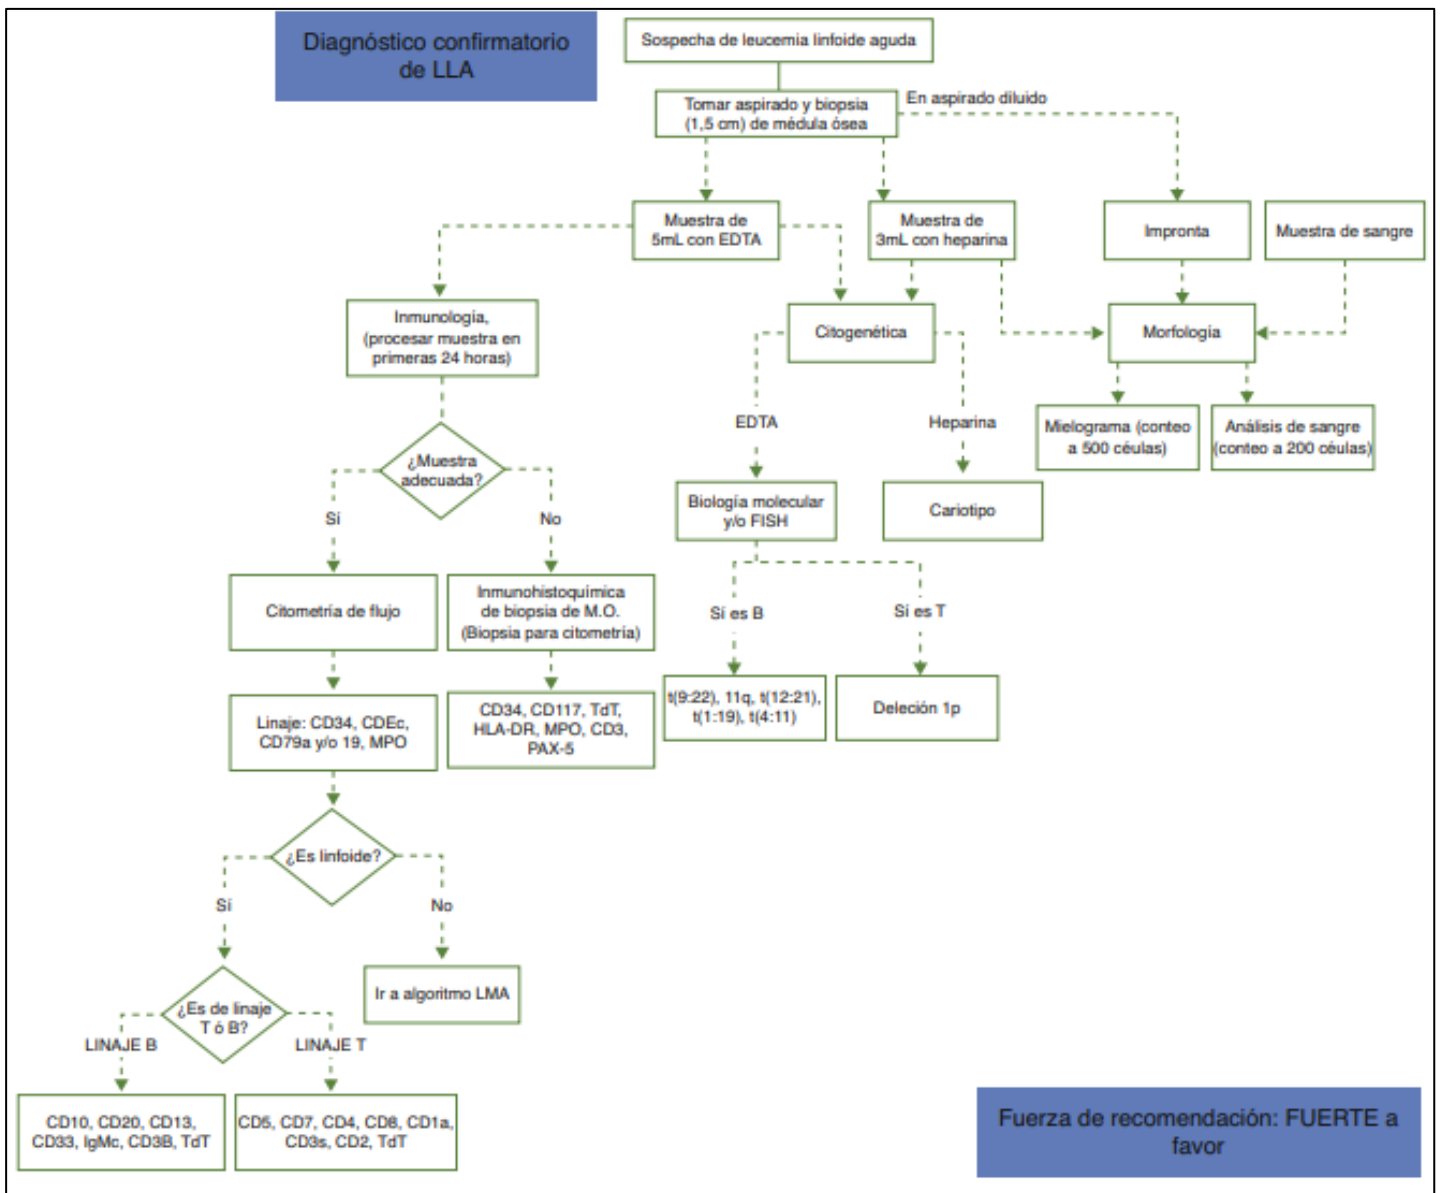 Diagnóstico confirmatorio
de LLA
Sospecha de leucemia linfoide aguda
Tomar aspirado y biopsia
(1,5 cm) de médula ósea
En aspirado diluido
Muestra de
5mL con EDTA
Muestra de
3mL con heparina
Impronta
Muestra de sangre
Inmunología,
(procesar muestra en
primeras 24 horas)
Citogenética
Morfología
EDTA
Heparina
Mielograma (conteo
a 500 céulas)
Análisis de sangre
(conteo a 200 céulas)
¿Muestra
adecuada?
Sí
No
Biología molecular
y/o FISH
Cariotipo
Citometría de flujo
Inmunohistoquímica
de biopsia de M.O.
(Biopsia para citometría)
Sí es B
Sí es T
Linaje: CD34, CDEc,
CD79a y/o 19, MPO
CD34, CD117, TdT,
HLA-DR, MPO, CD3,
PAX-5
t(9:22), 11q, t(12:21),
t(1:19), t(4:11)
Deleción 1p
¿Es linfoide?
Sí
No
¿Es de linaje
T ó B?
Ir a algoritmo LMA
LINAJE B
LINAJE T
CD10, CD20, CD13,
CD33, IgMc, CD3B, TdT
CD5, CD7, CD4, CD8, CD1a,
CD3s, CD2, TdT
Fuerza de recomendación: FUERTE a
favor